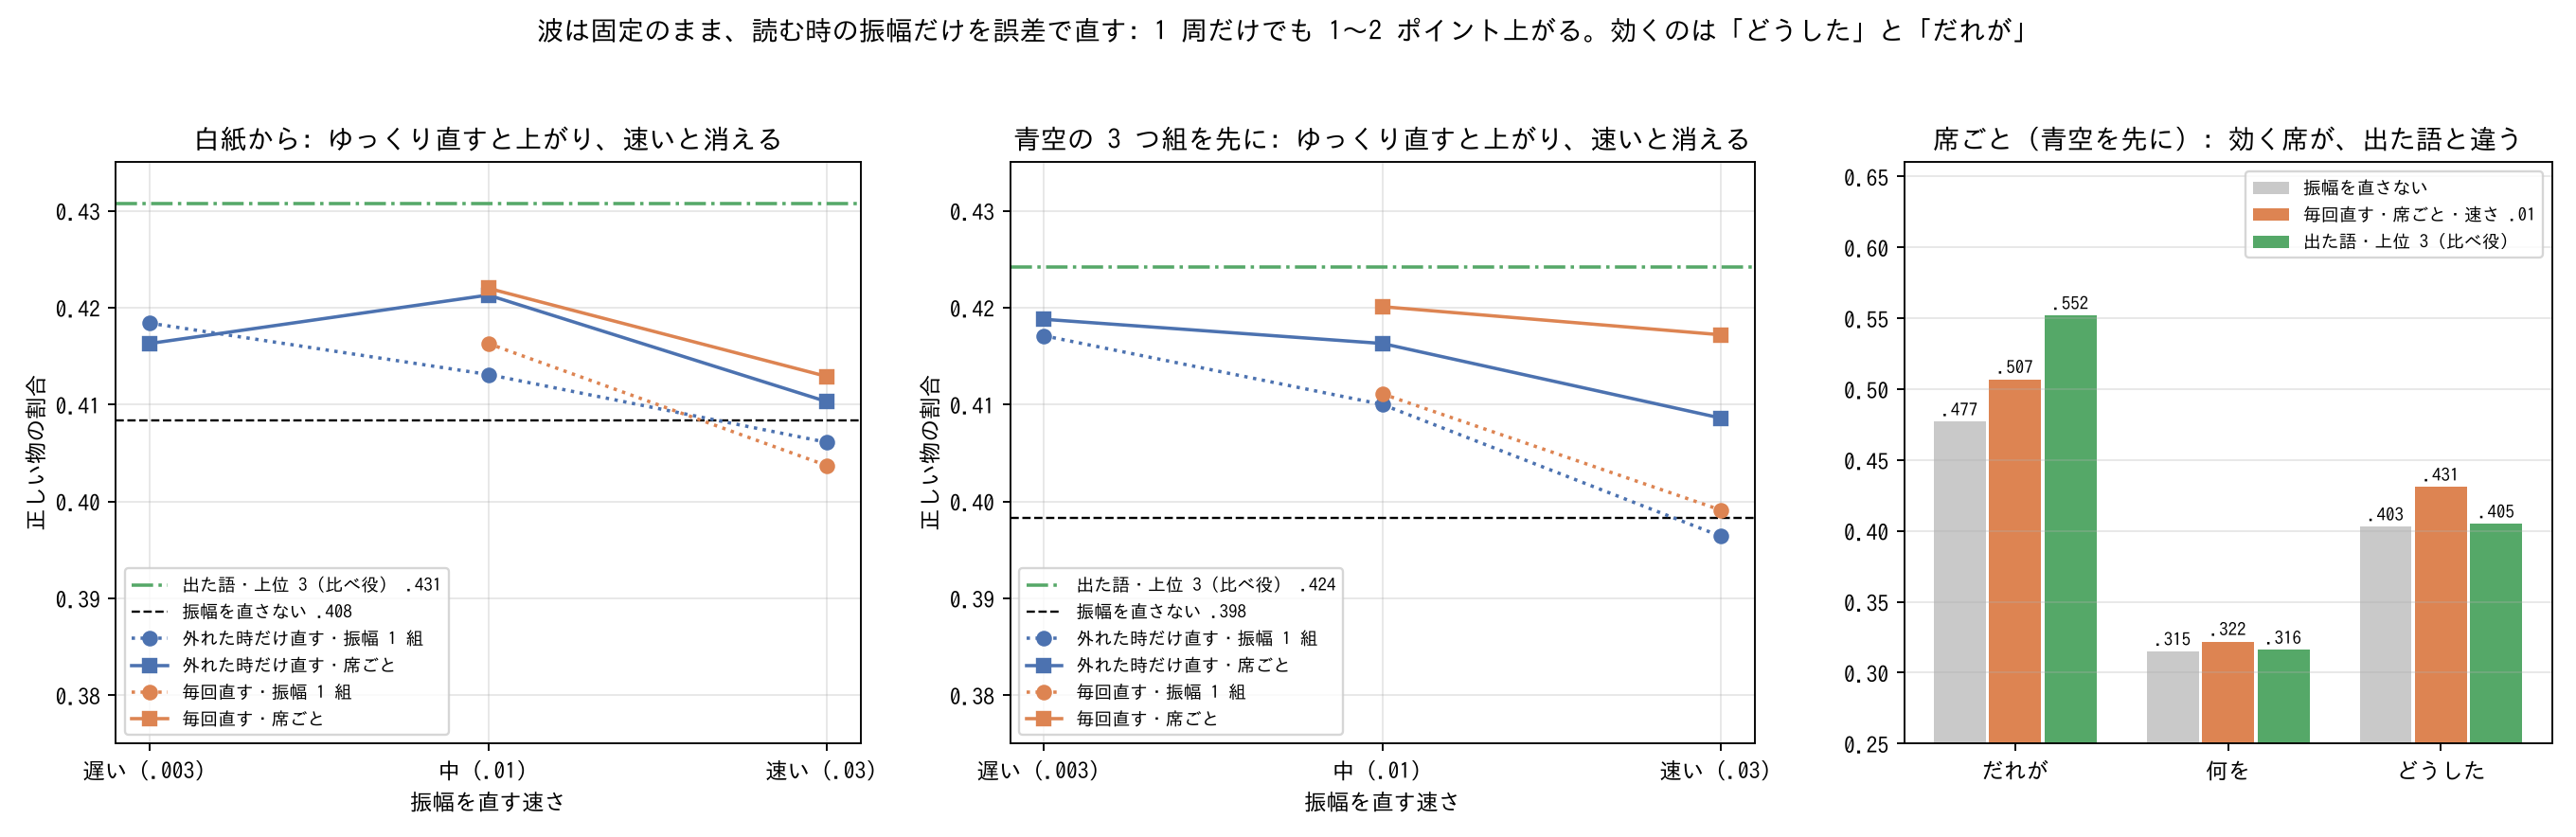 波は固定のまま、読む時の振幅だけを誤差で直す: 1 周だけでも 1〜2 ポイント上がる。効くのは「どうした」と「だれが」
白紙から: ゆっくり直すと上がり、速いと消える
正しい物の割合
0.43
0.42
0.41
0.40
0.39
0.38
出た語・上位 3（比べ役） .431
振幅を直さない .408
外れた時だけ直す・振幅 1 組
外れた時だけ直す・席ごと
毎回直す・振幅 1 組
毎回直す・席ごと
遅い（.003）
中（.01）
速い（.03）
振幅を直す速さ
青空の 3 つ組を先に: ゆっくり直すと上がり、速いと消える
正しい物の割合
0.43
0.42
0.41
0.40
0.39
0.38
出た語・上位 3（比べ役） .424
振幅を直さない .398
外れた時だけ直す・振幅 1 組
外れた時だけ直す・席ごと
毎回直す・振幅 1 組
毎回直す・席ごと
遅い（.003）
中（.01）
速い（.03）
振幅を直す速さ
席ごと（青空を先に）: 効く席が、出た語と違う
0.65
0.60
0.55
0.50
0.45
0.40
0.35
0.30
0.25
振幅を直さない
毎回直す・席ごと・速さ .01
出た語・上位 3（比べ役）
.477
.507
.552
.315
.322
.316
.403
.431
.405
だれが
何を
どうした